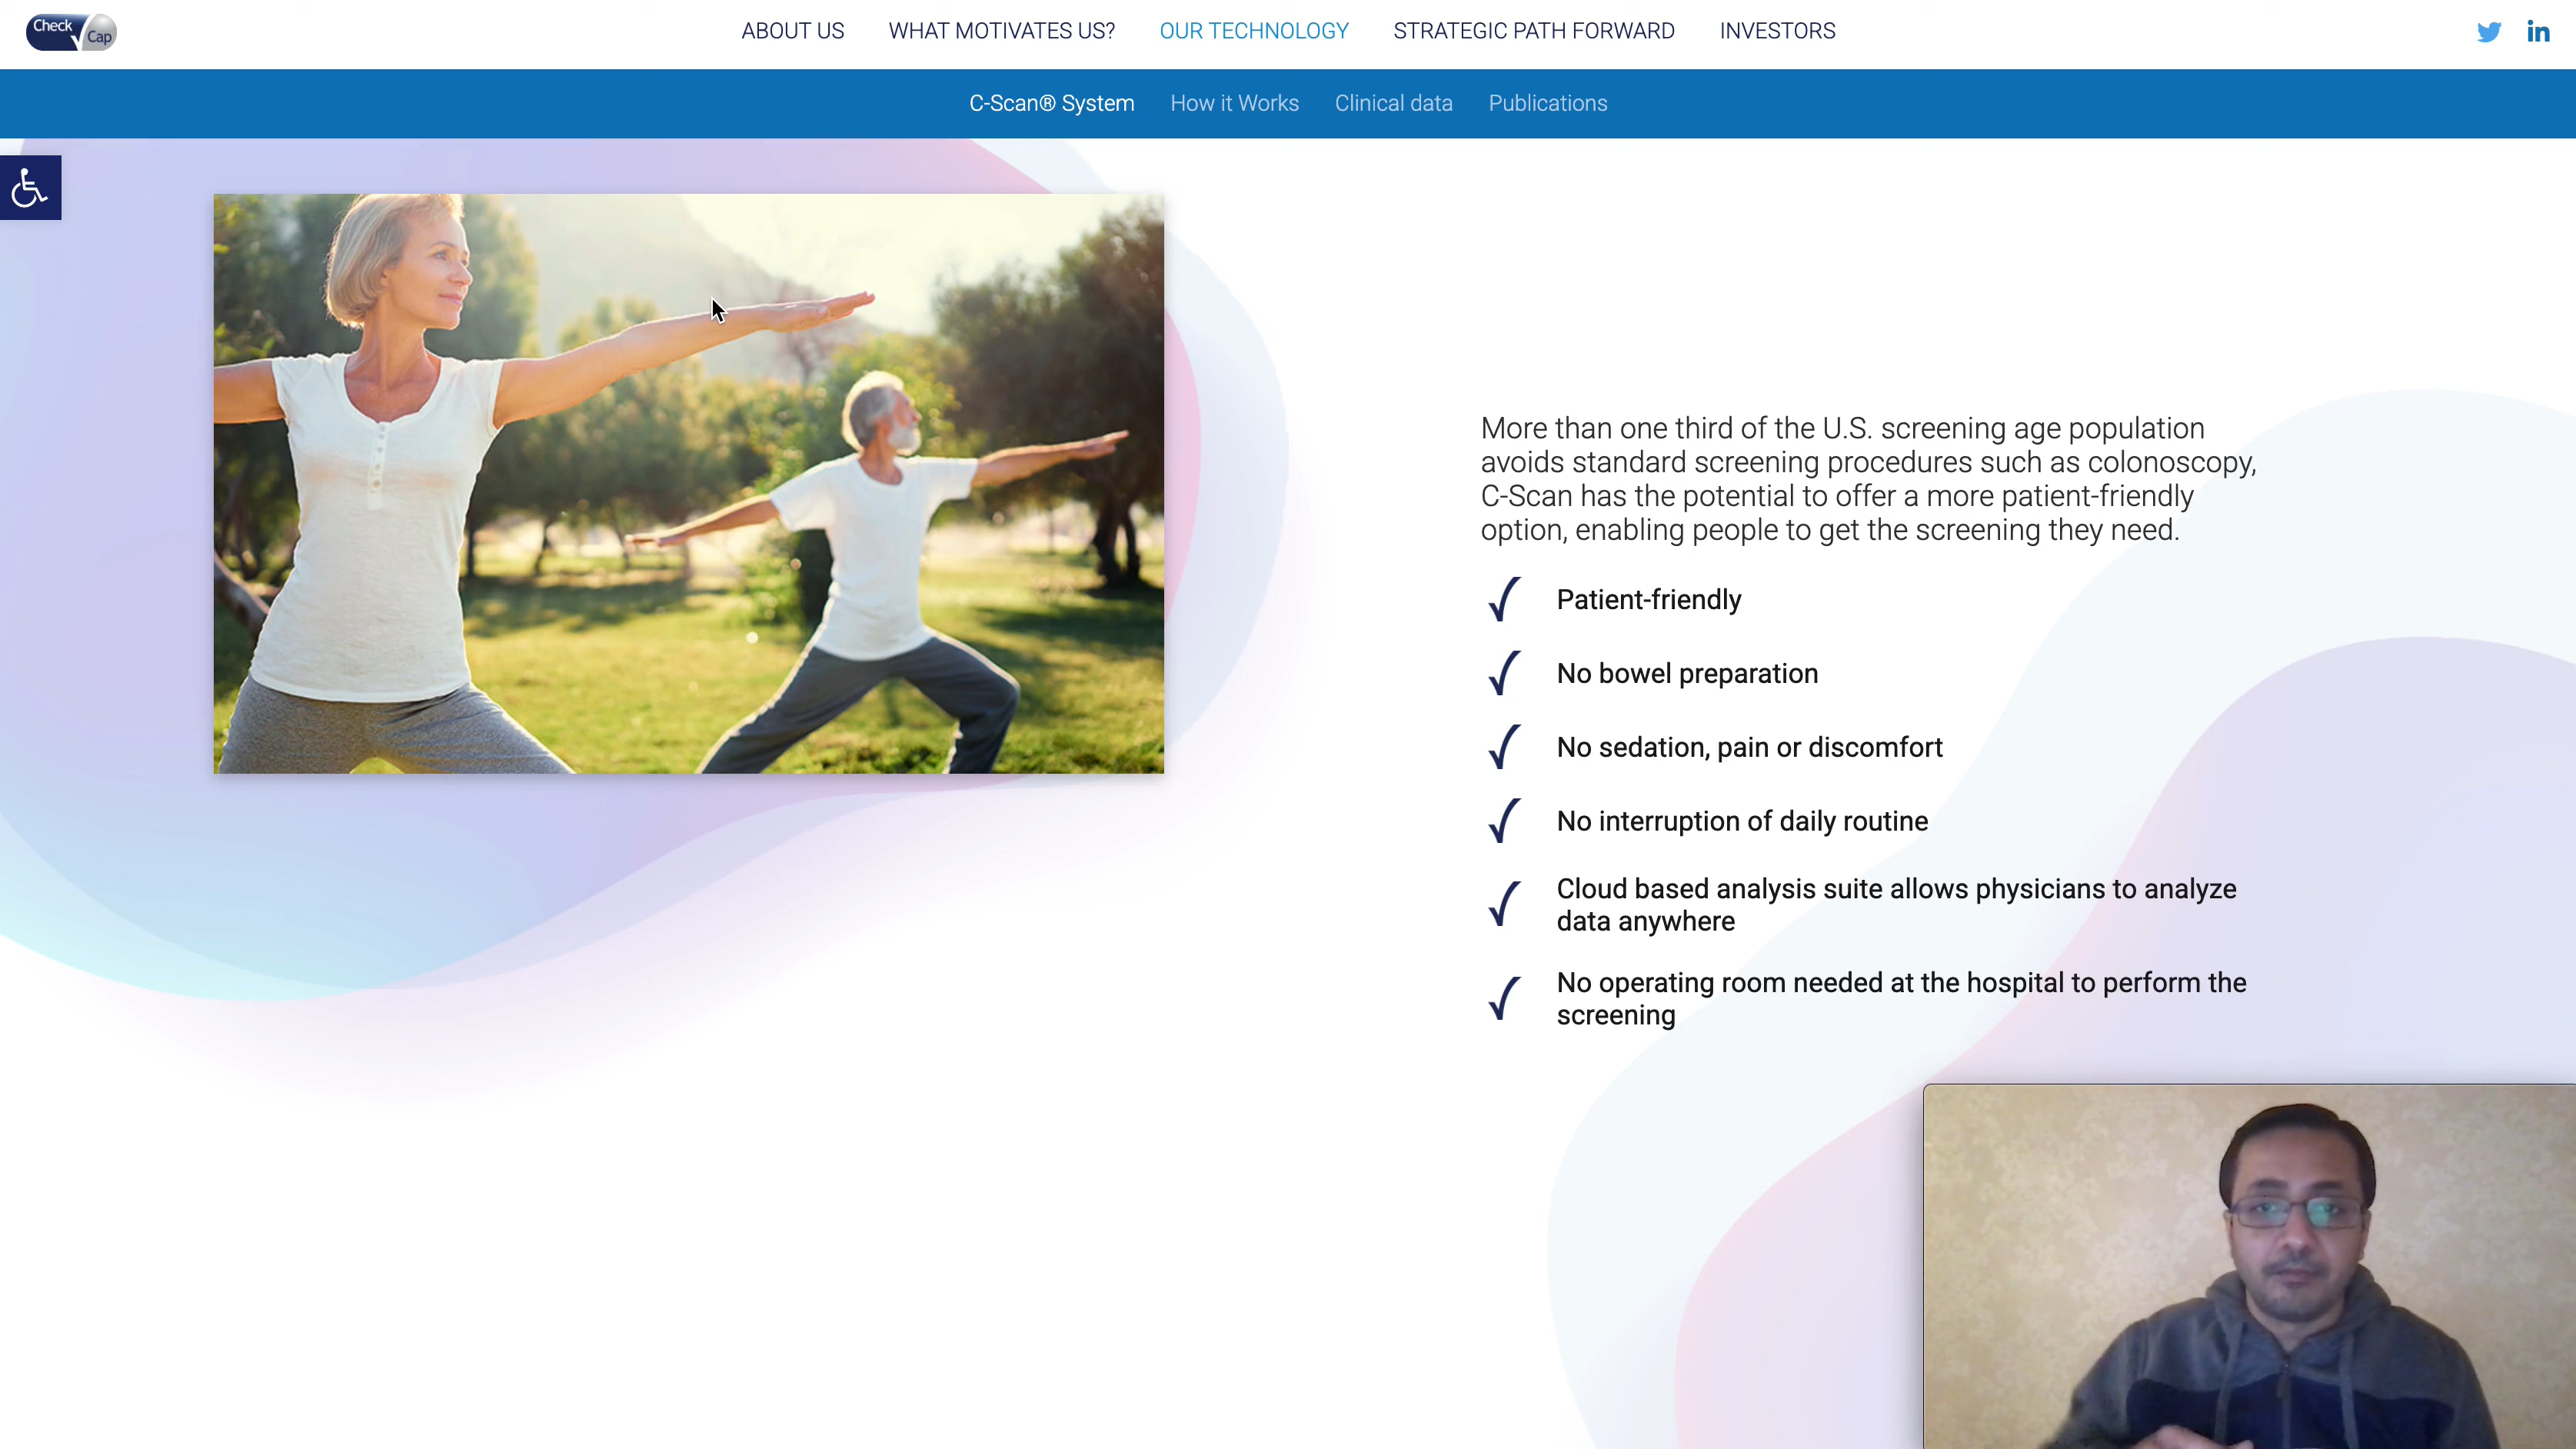 Check
Cap
ABOUT US
WHAT MOTIVATES US?
OUR TECHNOLOGY
STRATEGIC PATH FORWARD
INVESTORS
in
C-Scan® System
How it Works
Clinical data
Publications
More than one third of the U.S. screening age population
avoids standard screening procedures such as colonoscopy,
C-Scan has the potential to offer a more patient-friendly
option, enabling people to get the screening they need.
Patient-friendly
No bowel preparation
No sedation, pain or discomfort
No interruption of daily routine
Cloud based analysis suite allows physicians to analyze
data anywhere
No operating room needed at the hospital to perform the
screening